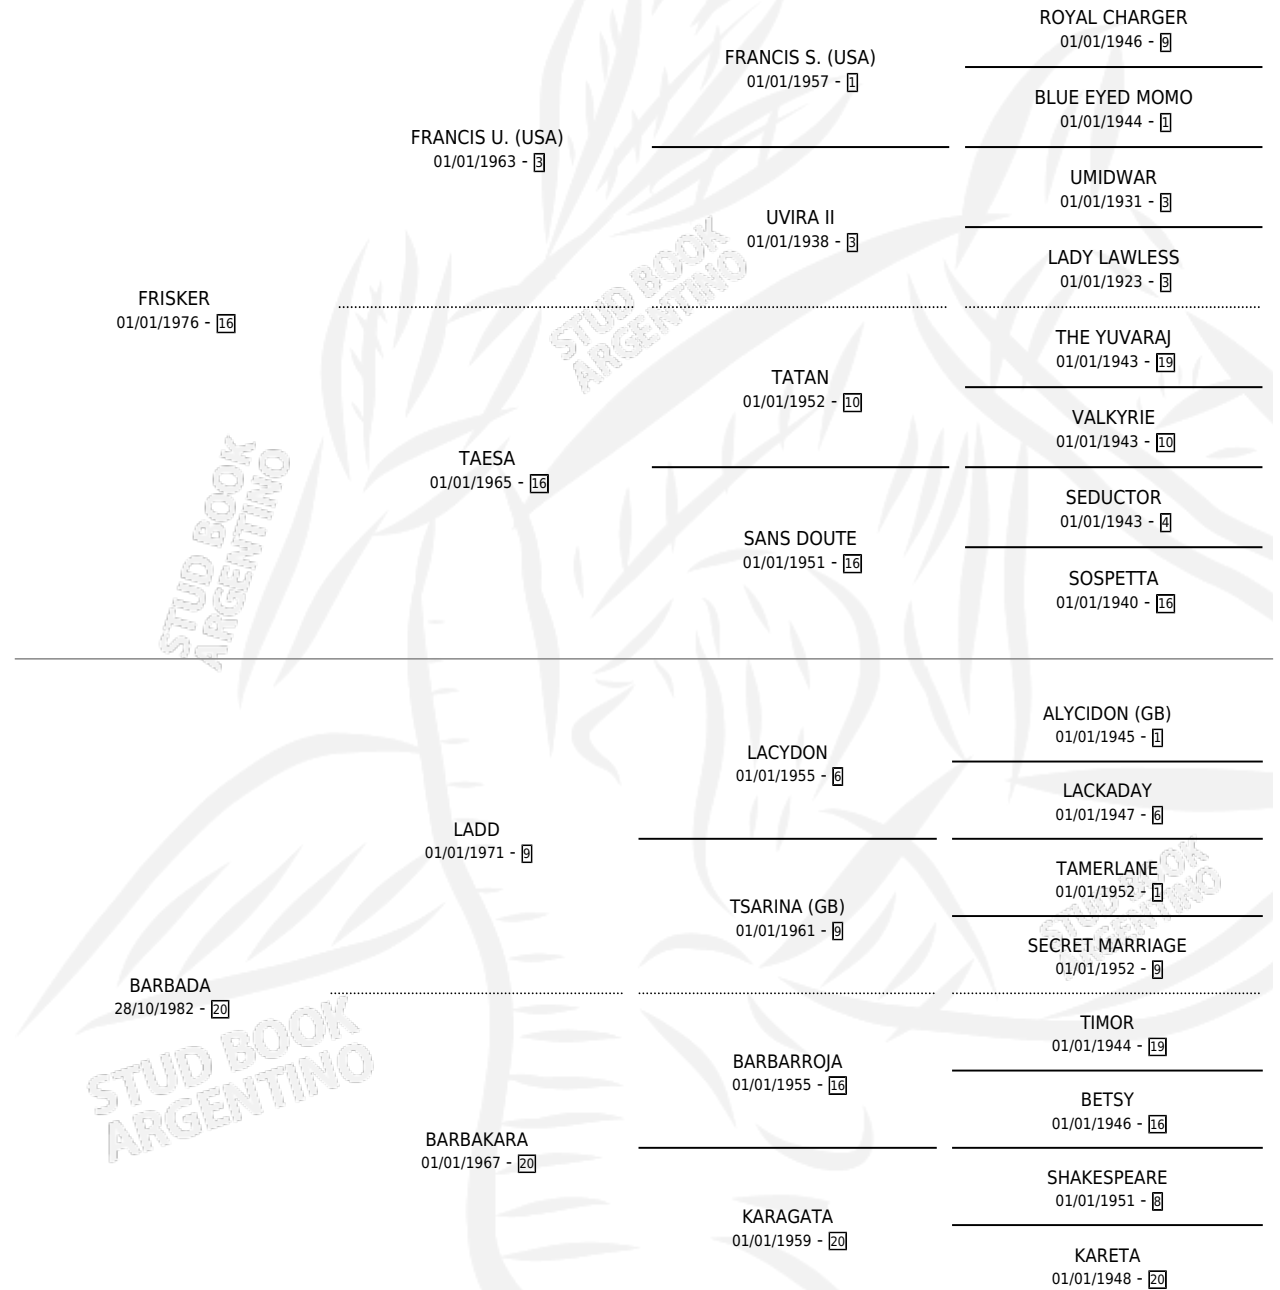 ROYAL CHARGER
01/01/1946 - 9
FRANCIS S. (USA)
01/01/1957 - 1
BLUE EYED MOMO
01/01/1944 - 1
FRANCIS U. (USA)
01/01/1963 - 3
UMIDWAR
01/01/1931 - 3
UVIRA II
01/01/1938 - 3
LADY LAWLESS
01/01/1923 - 3
FRISKER
01/01/1976 - 16
THE YUVARAJ
01/01/1943 - 19
TATAN
01/01/1952 - 10
VALKYRIE
01/01/1943 - 10
TAESA
01/01/1965 - 16
SEDUCTOR
01/01/1943 - 4
SANS DOUTE
01/01/1951 - 16
SOSPETTA
01/01/1940 - 16
STUD BOOK
ARGENTINO
STUD BOOK
ARGENTINO
ALYCIDON (GB)
01/01/1945 - 1
LACYDON
01/01/1955 - 6
LACKADAY
01/01/1947 - 6
LADD
01/01/1971 - 9
TAMERLANE
01/01/1952 - 1
TSARINA (GB)
01/01/1961 - 9
SECRET MARRIAGE
01/01/1952 - 9
BARBADA
28/10/1982 - 20
TIMOR
01/01/1944 - 19
BARBARROJA
01/01/1955 - 16
BETSY
01/01/1946 - 16
BARBAKARA
01/01/1967 - 20
SHAKESPEARE
01/01/1951 - 8
KARAGATA
01/01/1959 - 20
KARETA
01/01/1948 - 20
STUD BOOK
ARGENTINO
STUD BOOK
ARGENTINO